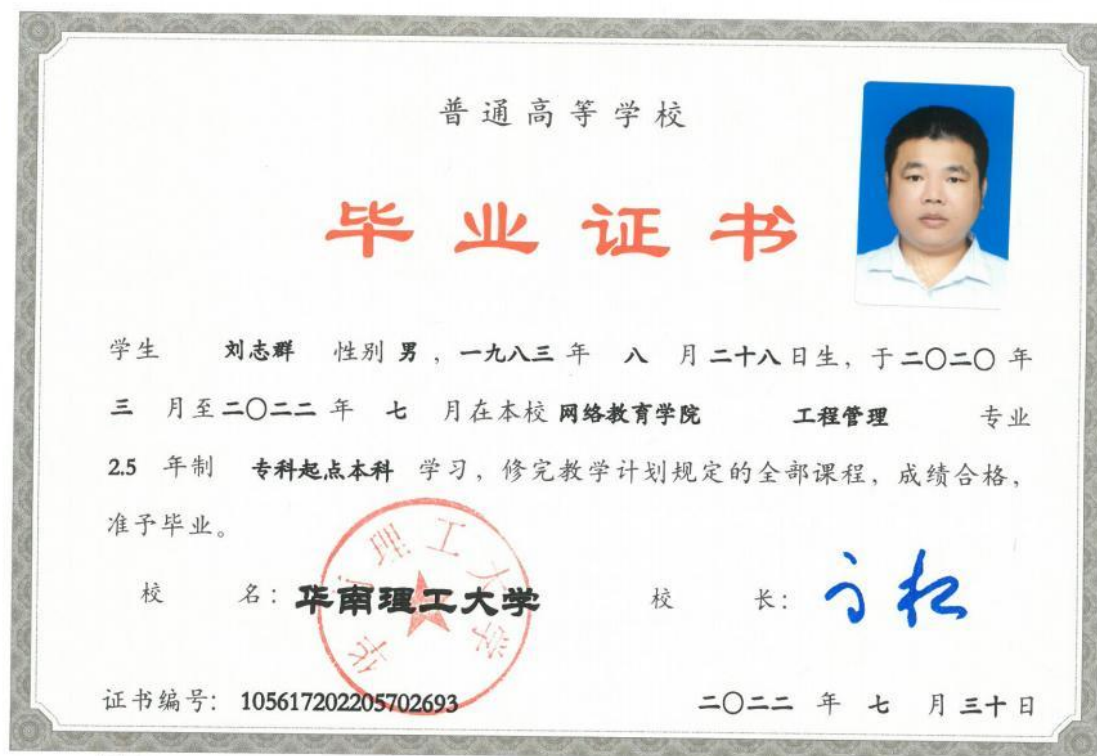 普通高等学校
毕业证书
学生 刘志群 性别 男，一九八三 年 八 月 二十八 日生，于 二〇二〇 年
三 月至 二〇二二 年 七 月在本校 网络教育学院 工程管理 专业
2.5 年制 专科起点本科 学习，修完教学计划规定的全部课程，成绩合格，
准予毕业。
华南理工大学
校 名：华南理工大学 校 长：
证书编号：105617202205702693 二〇二二 年 七 月 三十 日